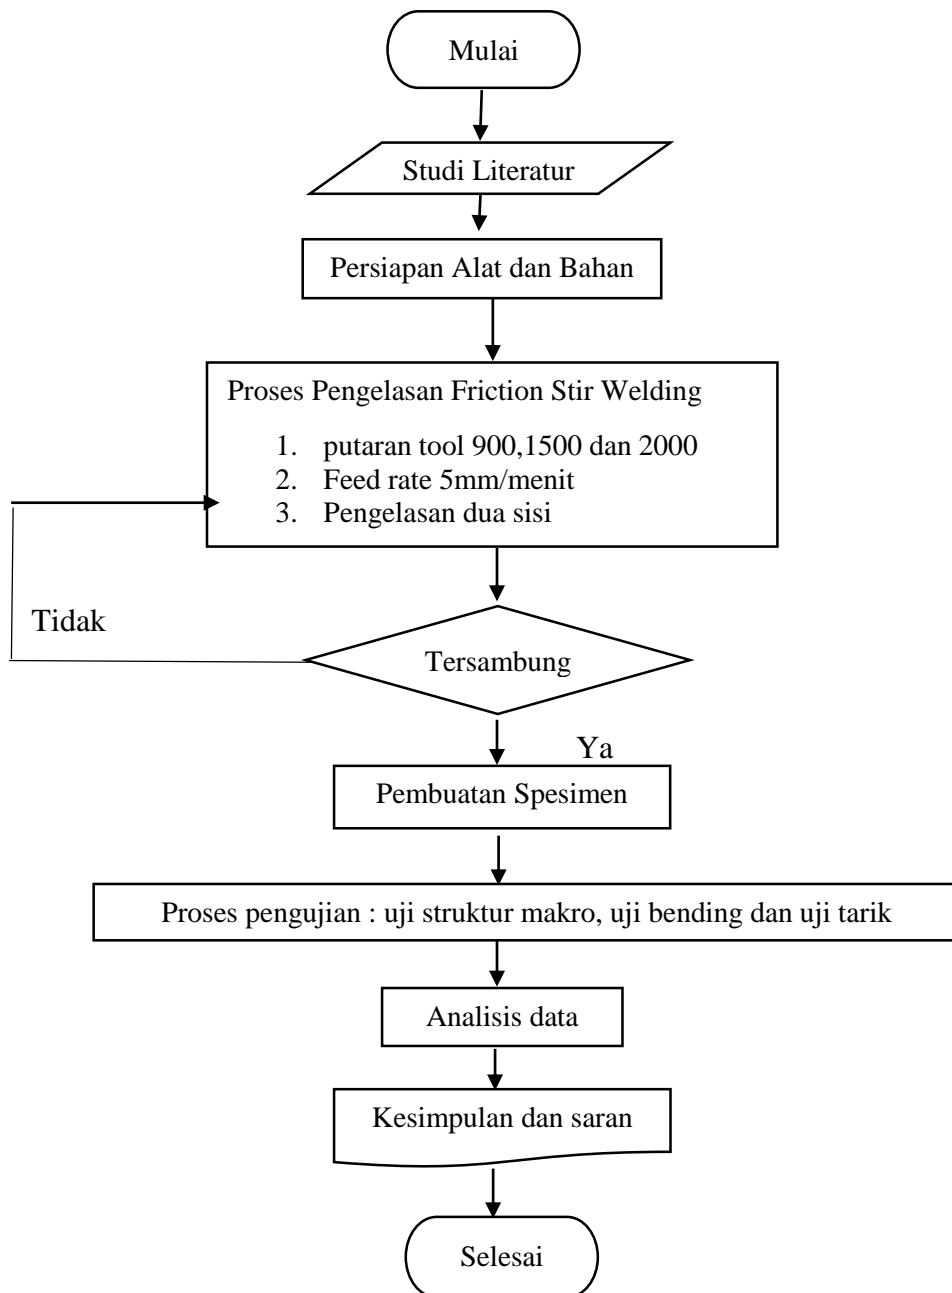 Mulai
Studi Literatur
Persiapan Alat dan Bahan
Proses Pengelasan Friction Stir Welding
1. putaran tool 900,1500 dan 2000
2. Feed rate 5mm/menit
3. Pengelasan dua sisi
Tidak
Tersambung
Ya
Pembuatan Spesimen
Proses pengujian : uji struktur makro, uji bending dan uji tarik
Analisis data
Kesimpulan dan saran
Selesai